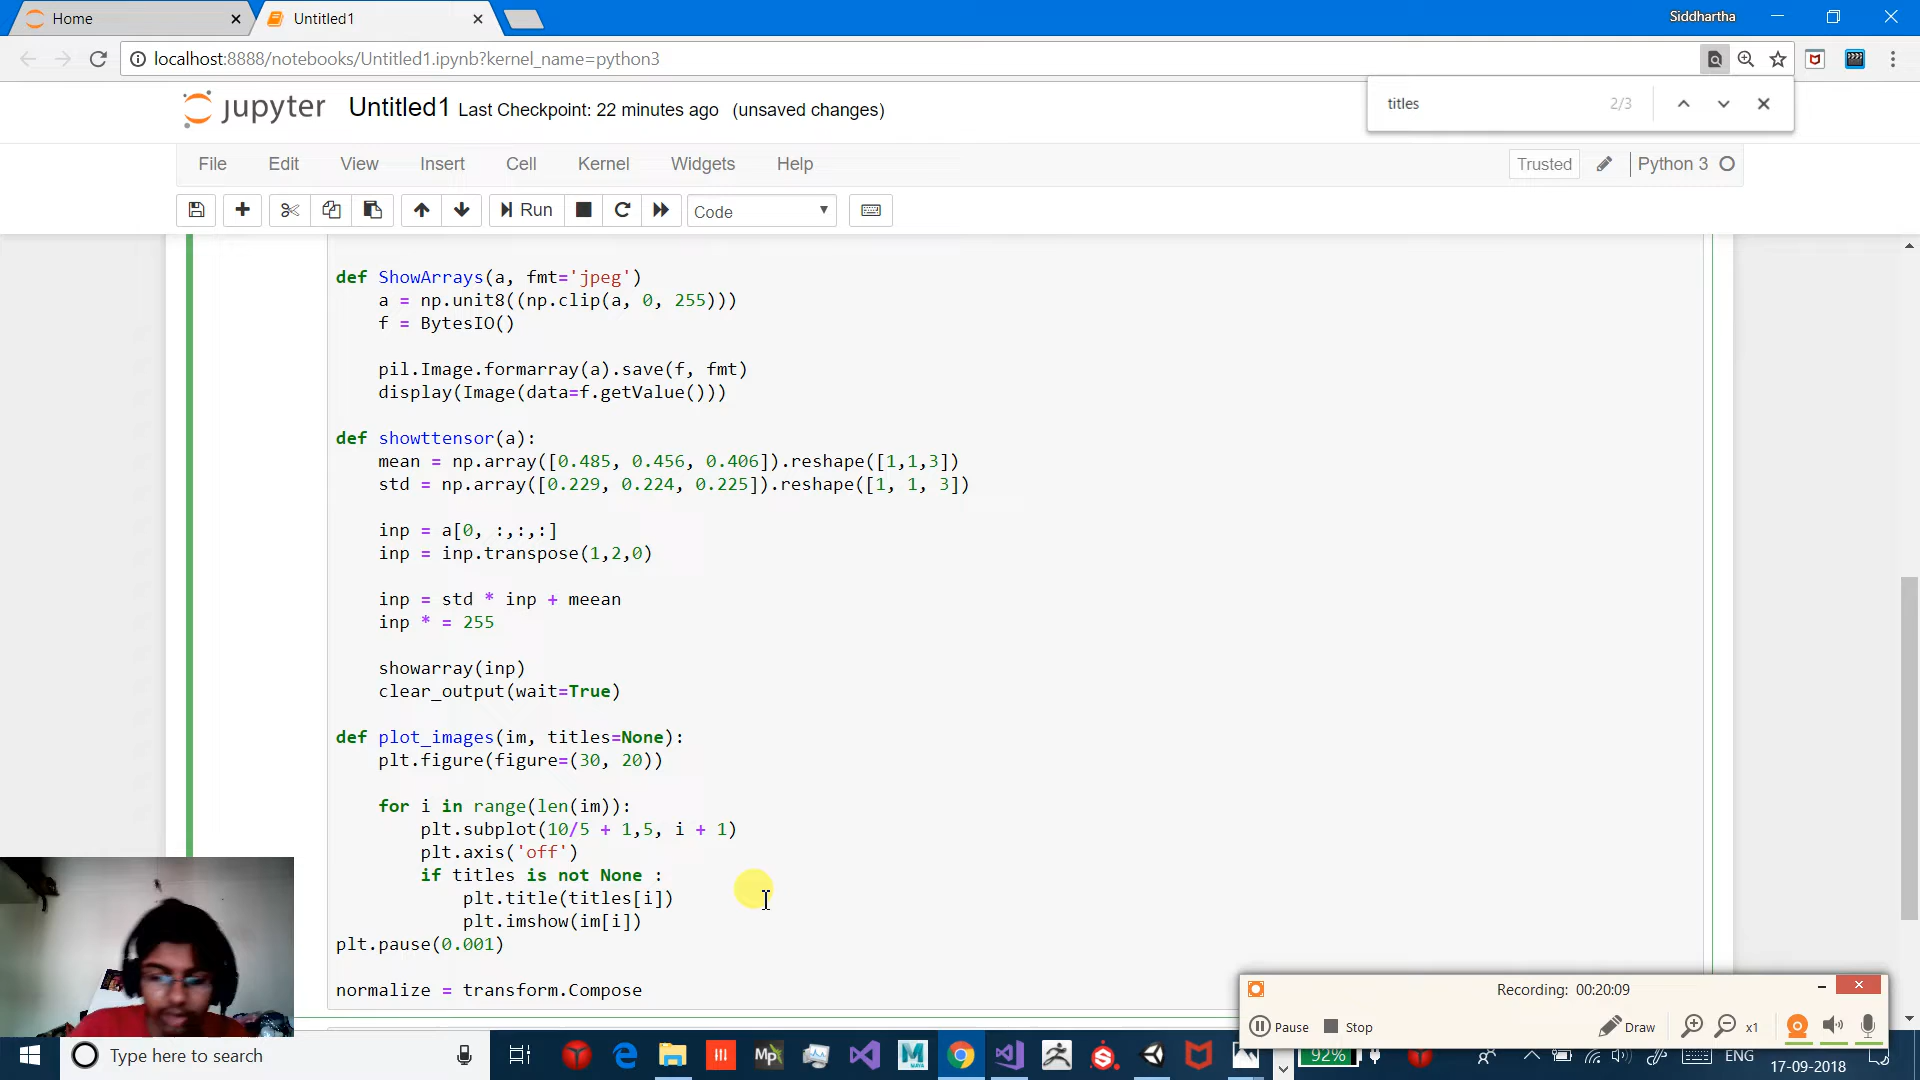 Home
Untitled1
Siddhartha
localhost:8888/notebooks/Untitled1.ipynb?kernel_name=python3
titles 2/3
jupyter Untitled1 Last Checkpoint: 22 minutes ago (unsaved changes)
File Edit View Insert Cell Kernel Widgets Help Trusted Python 3
Run Code
def ShowArrays(a, fmt='jpeg')
a = np.unit8((np.clip(a, 0, 255)))
f = BytesIO()
pil.Image.formarray(a).save(f, fmt)
display(Image(data=f.getValue()))
def showttensor(a):
mean = np.array([0.485, 0.456, 0.406]).reshape([1,1,3])
std = np.array([0.229, 0.224, 0.225]).reshape([1, 1, 3])
inp = a[0, :,:,:]
inp = inp.transpose(1,2,0)
inp = std * inp + meean
inp * = 255
showarray(inp)
clear_output(wait=True)
def plot_images(im, titles=None):
plt.figure(figure=(30, 20))
for i in range(len(im)):
plt.subplot(10/5 + 1,5, i + 1)
plt.axis('off')
if titles is not None :
plt.title(titles[i])
plt.imshow(im[i])
plt.pause(0.001)
normalize = transform.Compose
Recording: 00:20:09
Pause Stop Draw x1
Type here to search
Mp
MAYA
92%
ENG
17-09-2018